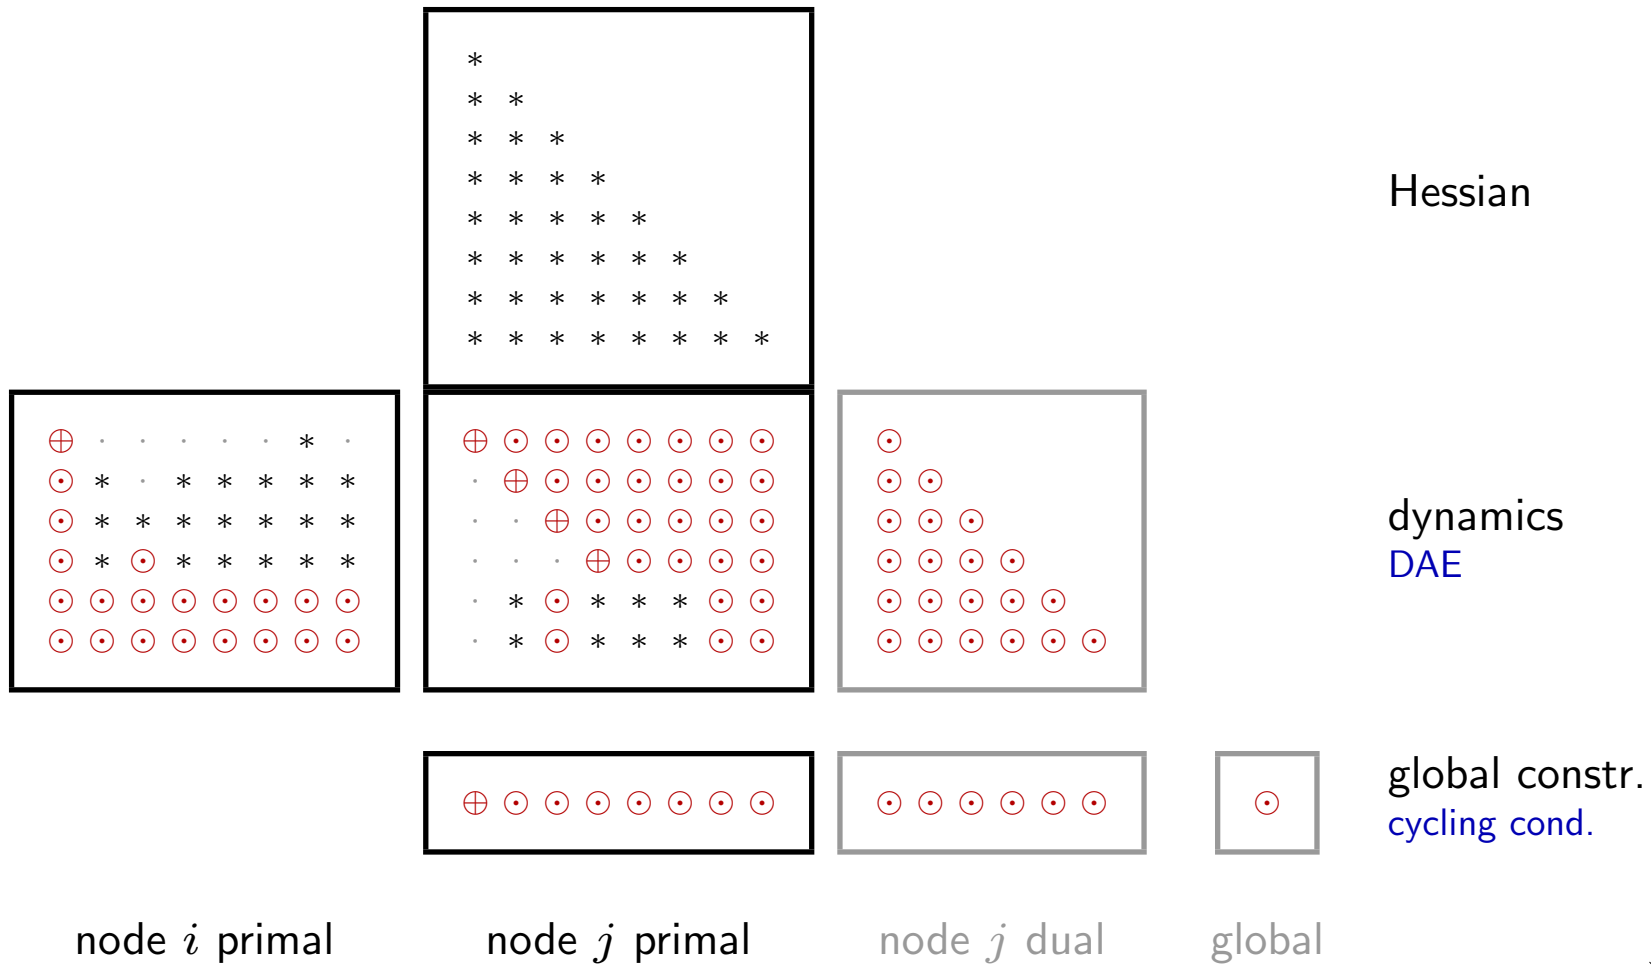 *
* *
* * *
* * * *
* * * * *
* * * * * *
* * * * * * *
* * * * * * * *
Hessian
⊕ · · · · · * · ⊕ ⊙ ⊙ ⊙ ⊙ ⊙ ⊙ ⊙ ⊙
⊙ * · * * * * * · ⊕ ⊙ ⊙ ⊙ ⊙ ⊙ ⊙ ⊙ ⊙
⊙ * * * * * * * · · ⊕ ⊙ ⊙ ⊙ ⊙ ⊙ ⊙ ⊙ ⊙
⊙ * ⊙ * * * * * · · · ⊕ ⊙ ⊙ ⊙ ⊙ ⊙ ⊙ ⊙ ⊙
⊙ ⊙ ⊙ ⊙ ⊙ ⊙ ⊙ ⊙ · * ⊙ * * * ⊙ ⊙ ⊙ ⊙ ⊙ ⊙ ⊙
⊙ ⊙ ⊙ ⊙ ⊙ ⊙ ⊙ ⊙ · * ⊙ * * * ⊙ ⊙ ⊙ ⊙ ⊙ ⊙ ⊙ ⊙
dynamics
DAE
⊕ ⊙ ⊙ ⊙ ⊙ ⊙ ⊙ ⊙ ⊙ ⊙ ⊙ ⊙ ⊙ ⊙ ⊙
global constr.
cycling cond.
node i primal
node j primal
node j dual
global